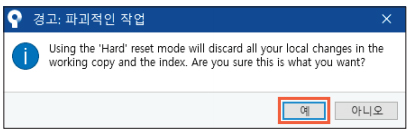 경고: 파괴적인 작업
Using the 'Hard' reset mode will discard all your local changes in the
working copy and the index. Are you sure this is what you want?
예
아니오